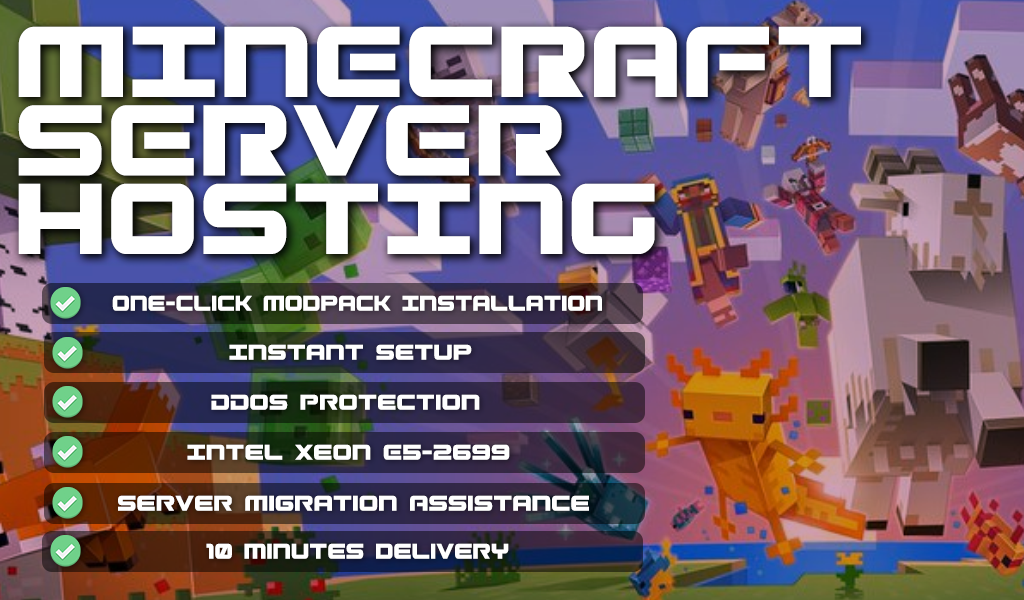 MINECRAFT
SERVER
HOSTING
ONE-CLICK MODPACK INSTALLATION
INSTANT SETUP
DDOS PROTECTION
INTEL XEON E5-2699
SERVER MIGRATION ASSISTANCE
10 MINUTES DELIVERY